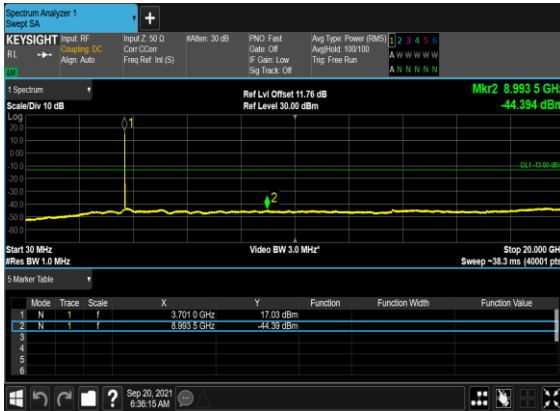 Spectrum Analyzer 1
Swept SA
+
KEYSIGHT Input: RF Input Z: 50 Ω #Atten: 30 dB PNO: Fast Avg Type: Power (RMS) 1 2 3 4 5 6
RL Coupling: DC Corr CCorr Gate: Off Avg|Hold: 100/100 A W W W W W
Align: Auto Freq Ref: Int (S) IF Gain: Low Trig: Free Run
Sig Track: Off A N N N N N
1 Spectrum Ref Lvl Offset 11.76 dB Mkr2 8.993 5 GHz
Scale/Div 10 dB Ref Level 30.00 dBm -44.394 dBm
Log
20.0
10.0
0.00
-10.0
-20.0
-30.0
-40.0
-50.0
-60.0
1
DL1 -13.00 dBm
2
Start 30 MHz Video BW 3.0 MHz* Stop 20.000 GHz
#Res BW 1.0 MHz Sweep ~38.3 ms (40001 pts)
5 Marker Table
Mode Trace Scale X Y Function Function Width Function Value
1 N 1 f 3.701 0 GHz 17.03 dBm
2 N 1 f 8.993 5 GHz -44.39 dBm
3
4
5
6
Sep 20, 2021
6:36:15 AM